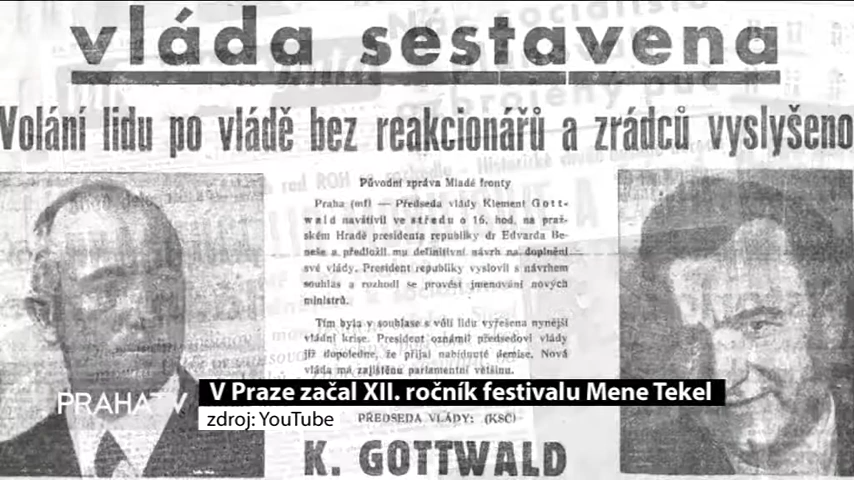 vláda sestavena
Volání lidu po vládě bez reakcionářů a zrádců vyslyšeno
Původní zpráva Mladé fronty
Praha (mf) — Předseda vlády Klement Gott-
wald navštívil ve středu o 16. hod. na praž-
ském Hradě presidenta republiky dr Edvarda Be-
neše a předložil mu definitivní návrh na doplnění
své vlády. President republiky vyslovil s návrhem
souhlas a rozhodl se provést jmenování nových
ministrů.
Tím byla v souhlase s vůlí lidu vyřešena nynější
vládní krise. President oznámil předsedovi vlády
již dopoledne, že přijal nabídnuté demise. Nová
vláda má zajištěnu parlamentní většinu.
PRAHA TV
V Praze začal XII. ročník festivalu Mene Tekel
zdroj: YouTube
PŘEDSEDA VLÁDY: (KSČ)
K. GOTTWALD